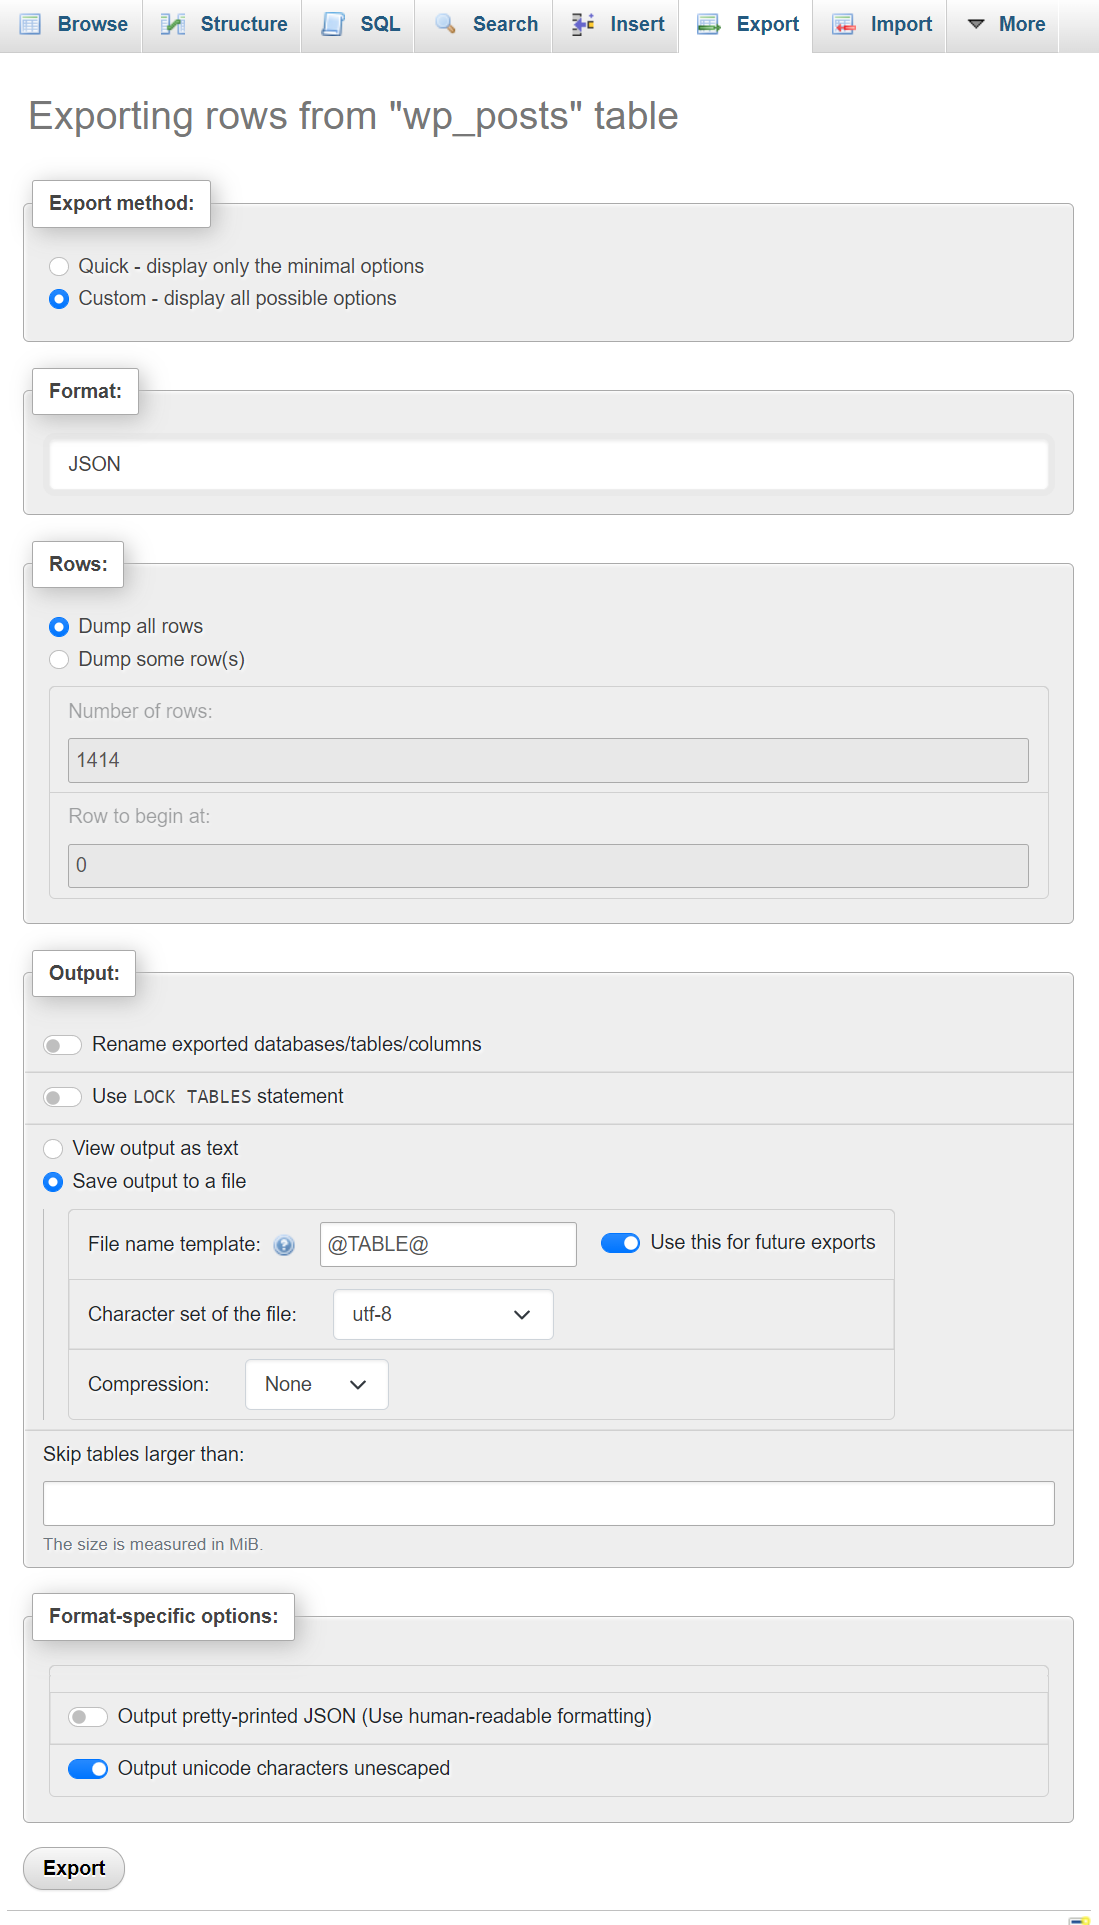 Browse Structure SQL Search Insert Export Import More
Exporting rows from "wp_posts" table
Export method:
Quick - display only the minimal options
Custom - display all possible options
Format:
JSON
Rows:
Dump all rows
Dump some row(s)
Number of rows:
1414
Row to begin at:
0
Output:
Rename exported databases/tables/columns
Use LOCK TABLES statement
View output as text
Save output to a file
File name template: @TABLE@ Use this for future exports
Character set of the file: utf-8
Compression: None
Skip tables larger than:
The size is measured in MiB.
Format-specific options:
Output pretty-printed JSON (Use human-readable formatting)
Output unicode characters unescaped
Export